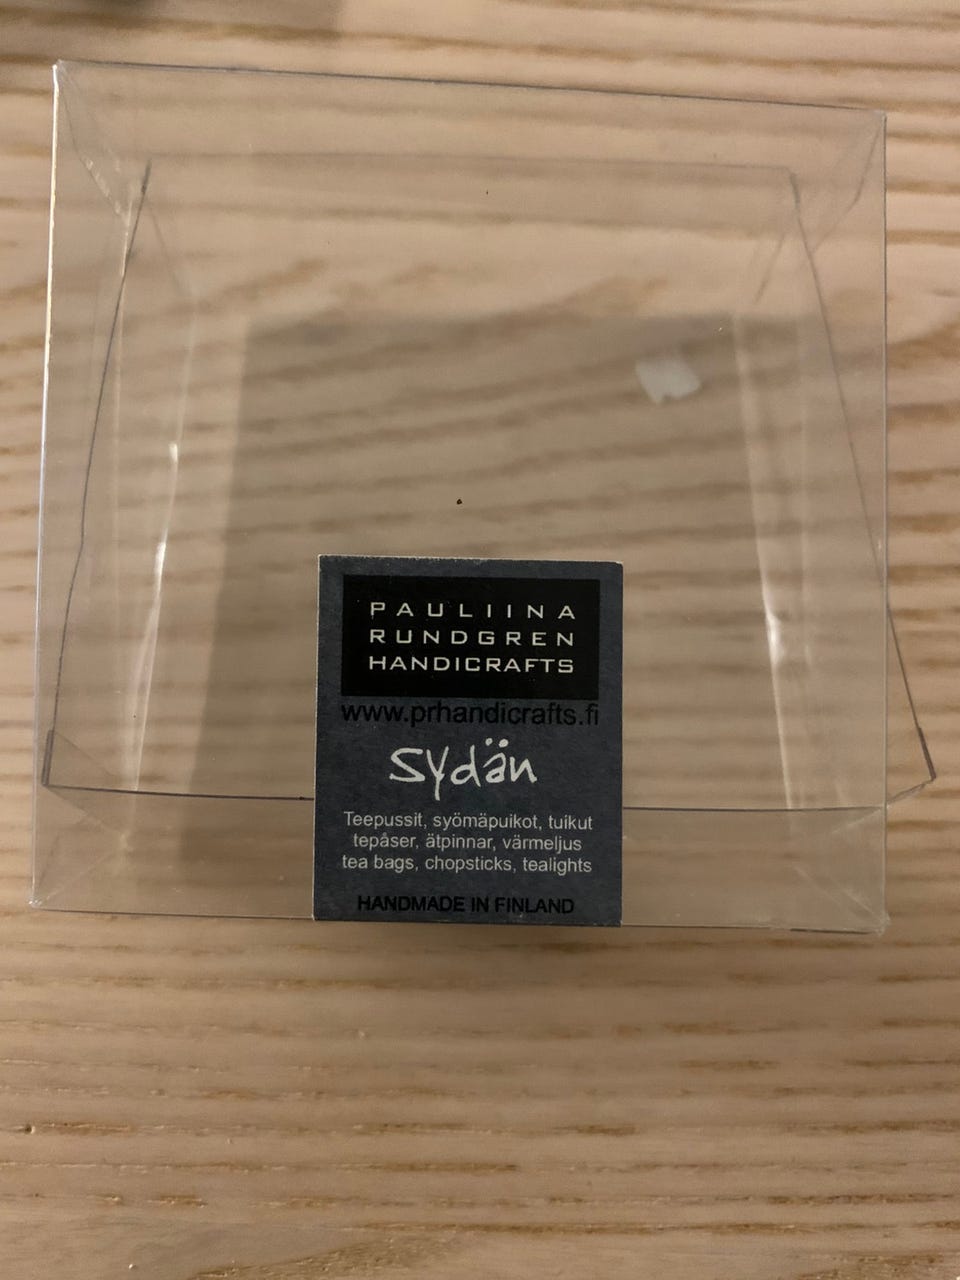 PAULIINA
RUNDGREN
HANDICRAFTS
www.prhandicrafts.fi
sydän
Teepussit, syömäpuikot, tuikut
tepåser, ätpinnar, värmeljus
tea bags, chopsticks, tealights
HANDMADE IN FINLAND